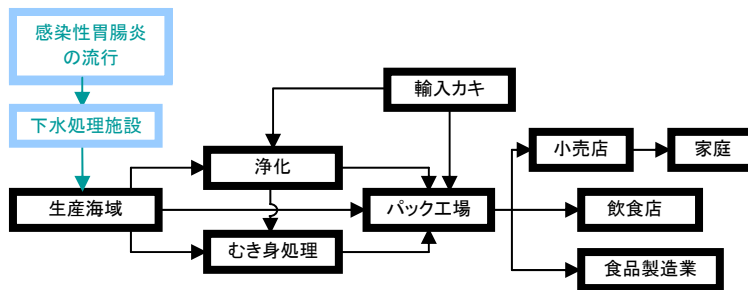 感染性胃腸炎
の流行
下水処理施設
輸入カキ
小売店
家庭
浄化
生産海域
パック工場
飲食店
むき身処理
食品製造業